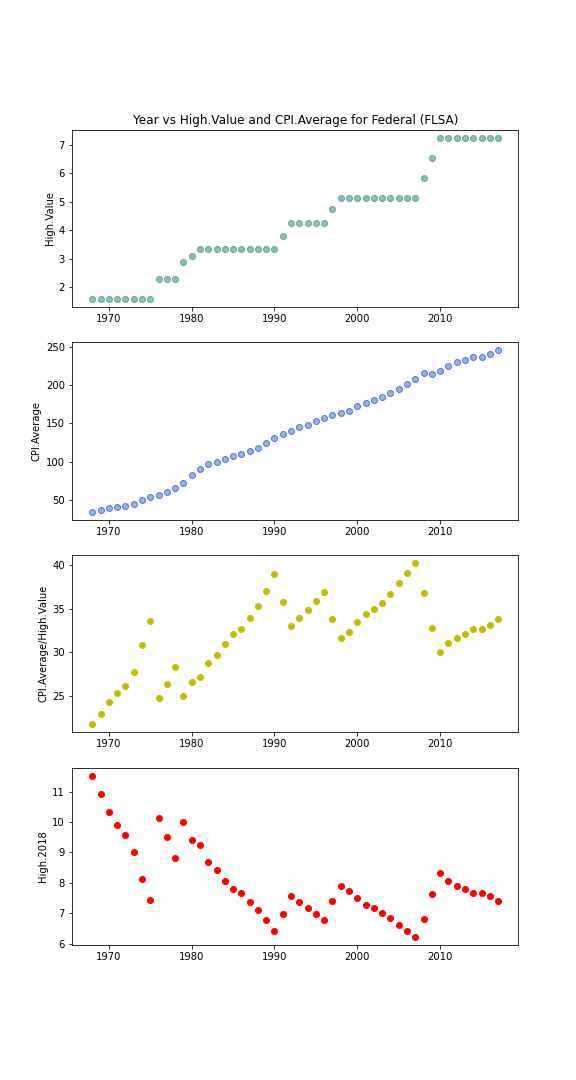 Year vs High.Value and CPI.Average for Federal (FLSA)
7
6
5
4
3
2
High.Value
1970 1980 1990 2000 2010
250
200
150
100
50
CPI.Average
1970 1980 1990 2000 2010
40
35
30
25
CPI.Average/High.Value
1970 1980 1990 2000 2010
11
10
9
8
7
6
High.2018
1970 1980 1990 2000 2010